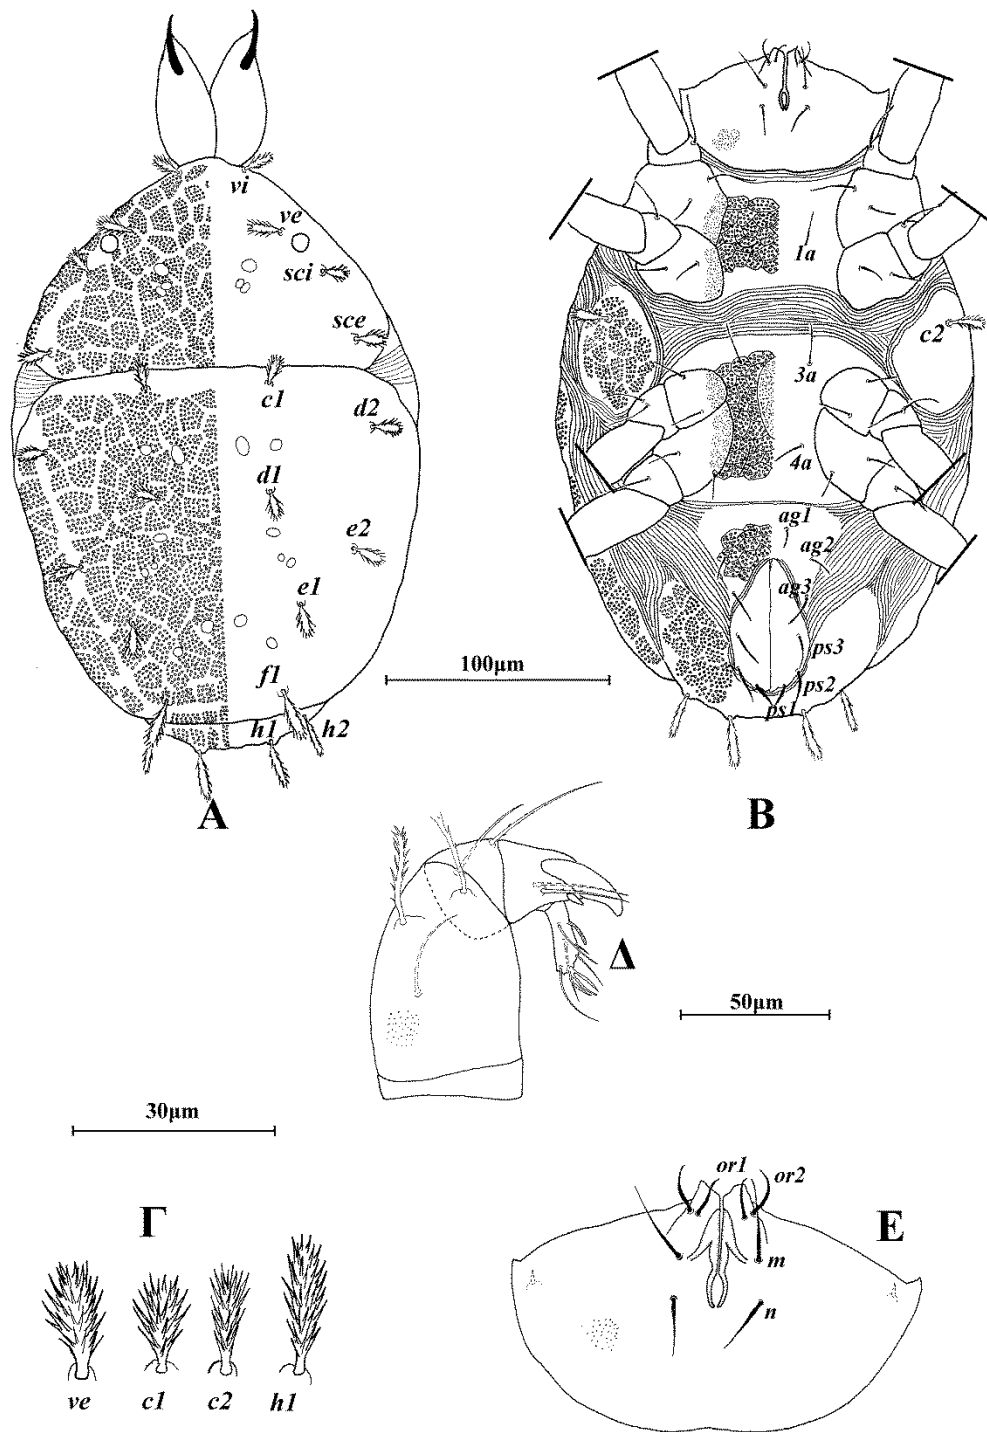 vi
ve
sci
sce
c1
d2
d1
e2
e1
f1
h1 h2
A
1a
c2
3a
4a
ag1
ag2
ag3
ps3
ps2
ps1
B
100μm
Δ
50μm
30μm
Γ
ve c1 c2 h1
or1
or2
E
m
n